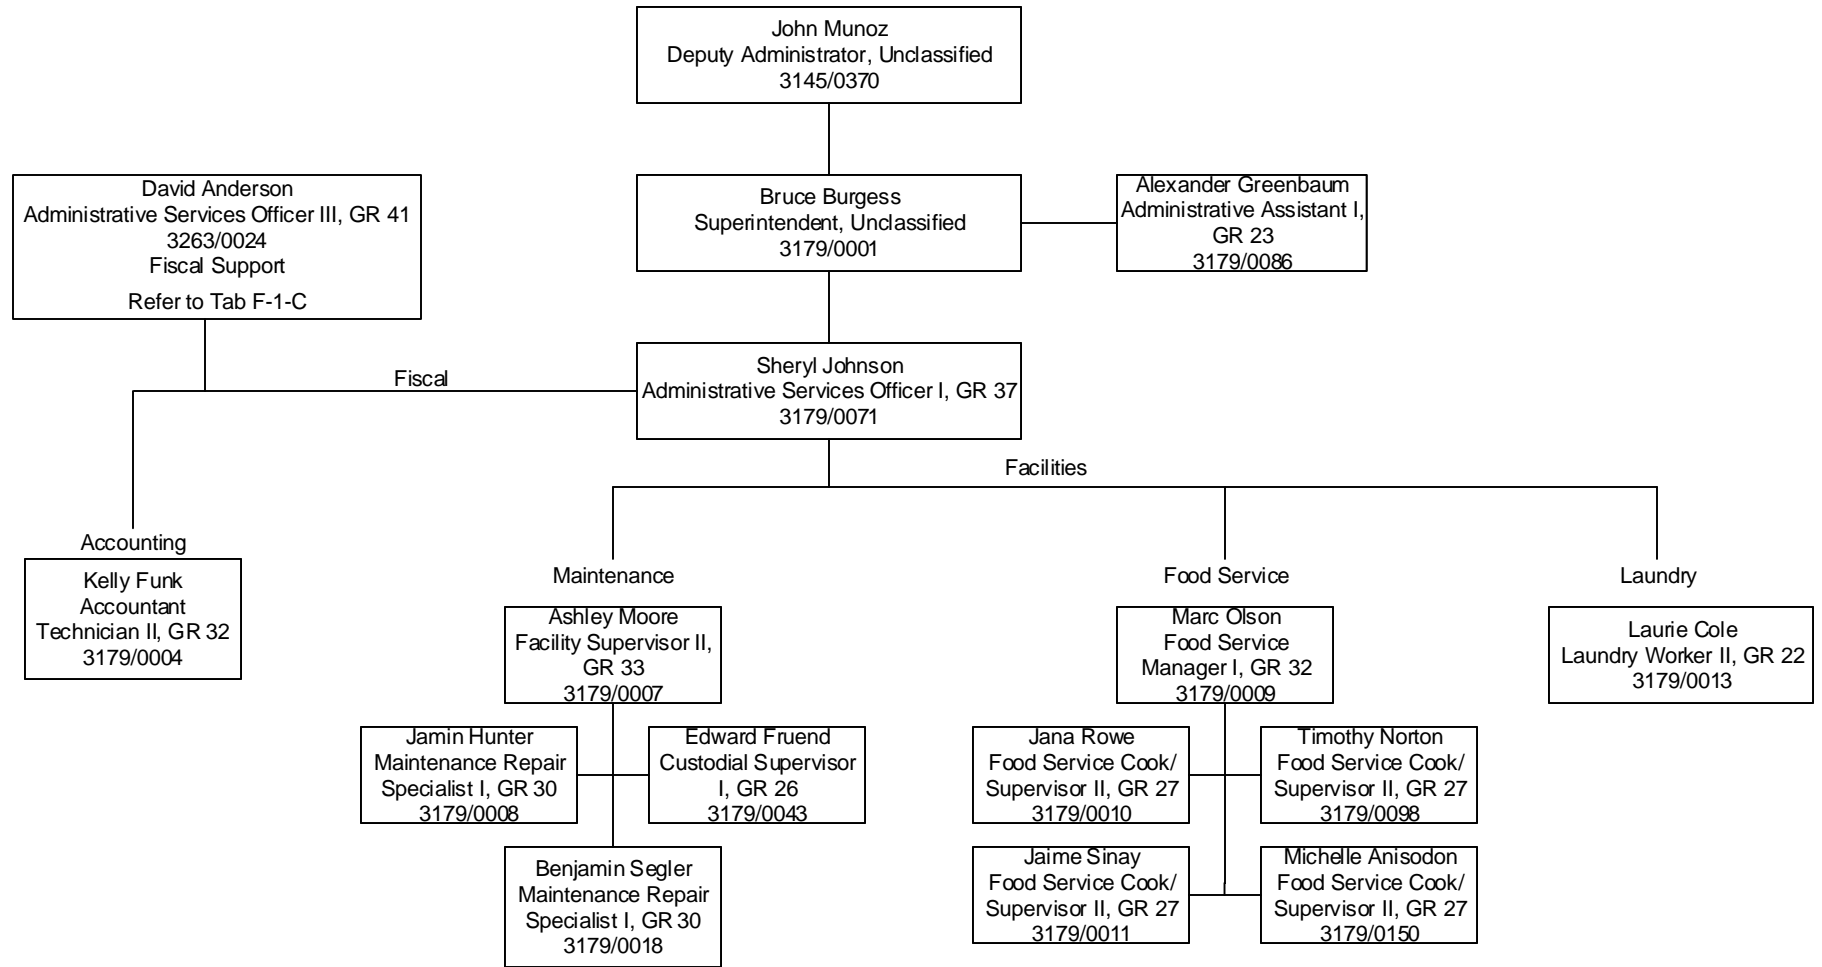 John Munoz
Deputy Administrator, Unclassified
3145/0370
David Anderson
Administrative Services Officer III, GR 41
3263/0024
Fiscal Support
Refer to Tab F-1-C
Bruce Burgess
Superintendent, Unclassified
3179/0001
Alexander Greenbaum
Administrative Assistant I,
GR 23
3179/0086
Sheryl Johnson
Administrative Services Officer I, GR 37
3179/0071
Fiscal
Facilities
Accounting
Kelly Funk
Accountant
Technician II, GR 32
3179/0004
Maintenance
Ashley Moore
Facility Supervisor II,
GR 33
3179/0007
Jamin Hunter
Maintenance Repair
Specialist I, GR 30
3179/0008
Edward Fruend
Custodial Supervisor
I, GR 26
3179/0043
Benjamin Segler
Maintenance Repair
Specialist I, GR 30
3179/0018
Food Service
Marc Olson
Food Service
Manager I, GR 32
3179/0009
Jana Rowe
Food Service Cook/
Supervisor II, GR 27
3179/0010
Timothy Norton
Food Service Cook/
Supervisor II, GR 27
3179/0098
Jaime Sinay
Food Service Cook/
Supervisor II, GR 27
3179/0011
Michelle Anisodon
Food Service Cook/
Supervisor II, GR 27
3179/0150
Laundry
Laurie Cole
Laundry Worker II, GR 22
3179/0013